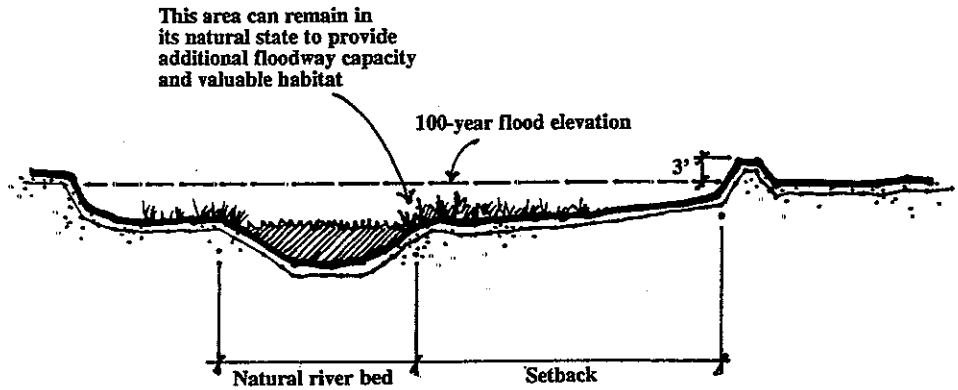 This area can remain in
its natural state to provide
additional floodway capacity
and valuable habitat
100-year flood elevation
3'
Natural river bed
Setback